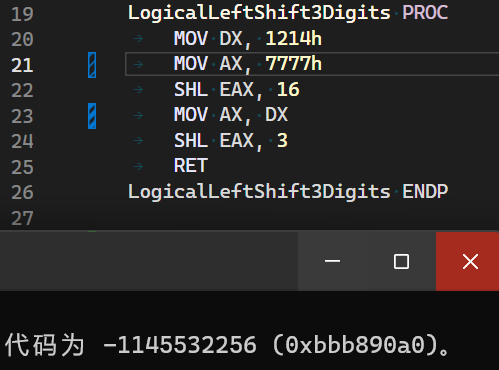 19 LogicalLeftShift3Digits PROC
20 MOV DX, 1214h
21 MOV AX, 7777h
22 SHL EAX, 16
23 MOV AX, DX
24 SHL EAX, 3
25 RET
26 LogicalLeftShift3Digits ENDP
27
代码为 -1145532256 (0xbbb890a0)。